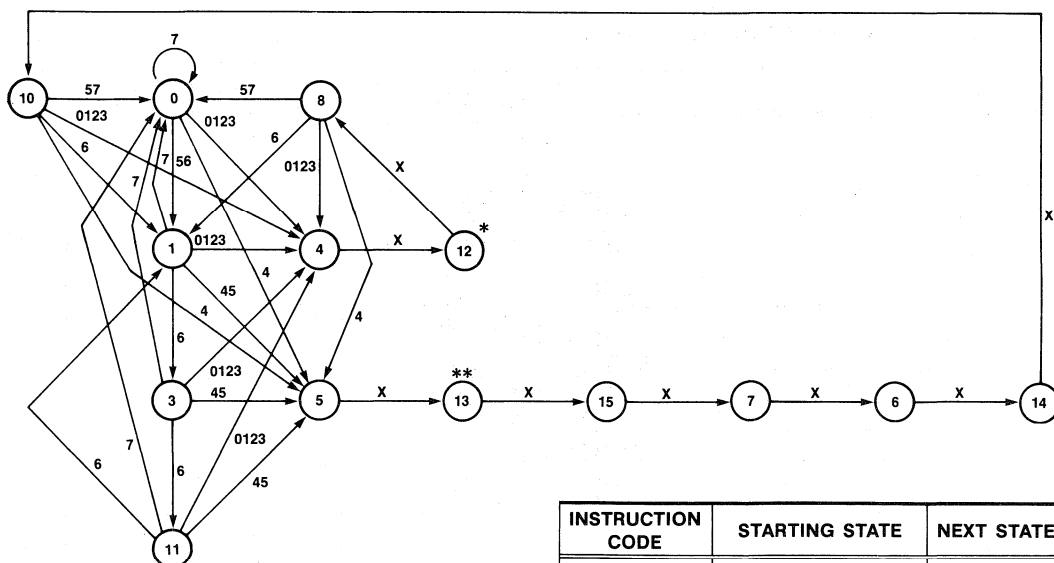 7
10 57 0 57 8
0123 0123
6 7 56 6 0123 X
7
1 0123 4 X 12 *
45 4
4 4
6
0123
3 45 5 X 13 ** X 15 X 7 X 6 X 14
X
7 0123
6 6 45
11
INSTRUCTION CODE STARTING STATE NEXT STATE